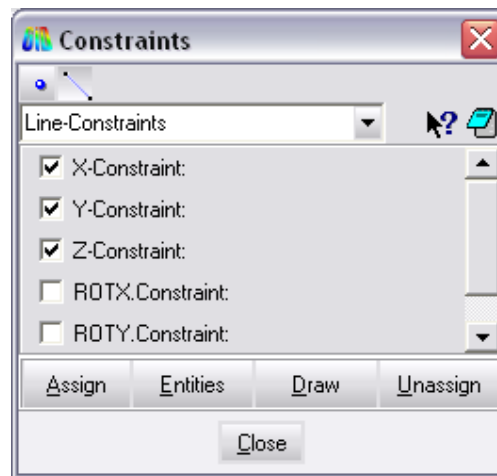 Constraints
Line-Constraints
X-Constraint:
Y-Constraint:
Z-Constraint:
ROTX.Constraint:
ROTY.Constraint:
Assign Entities Draw Unassign
Close